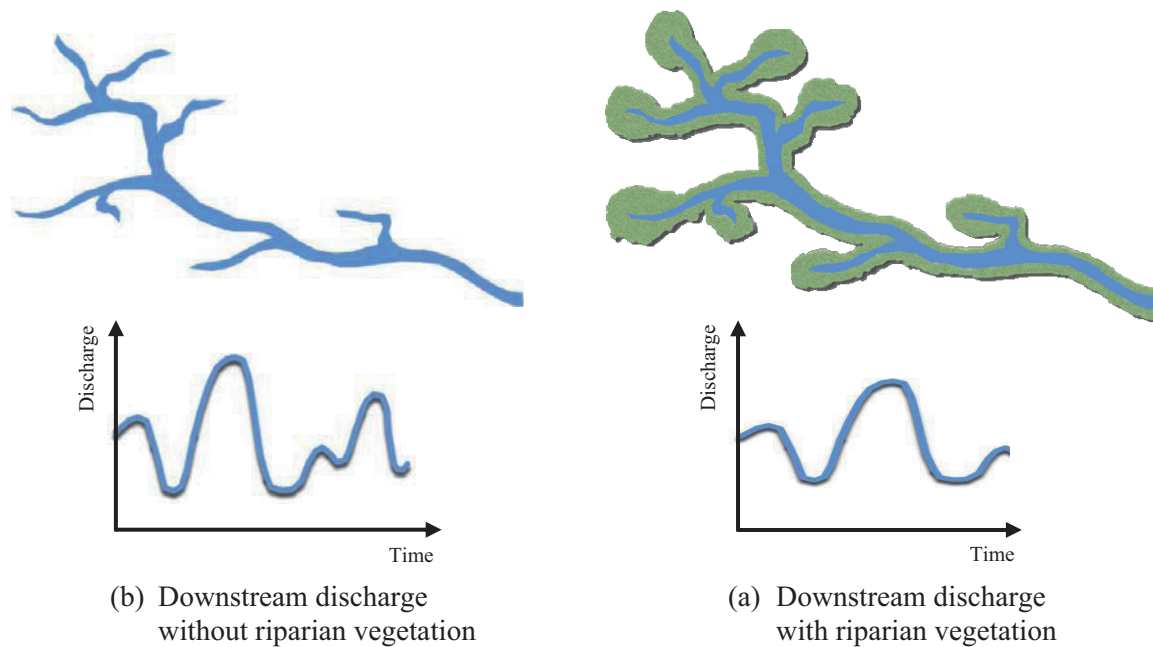 Discharge
Time
(b) Downstream discharge
without riparian vegetation
Discharge
Time
(a) Downstream discharge
with riparian vegetation